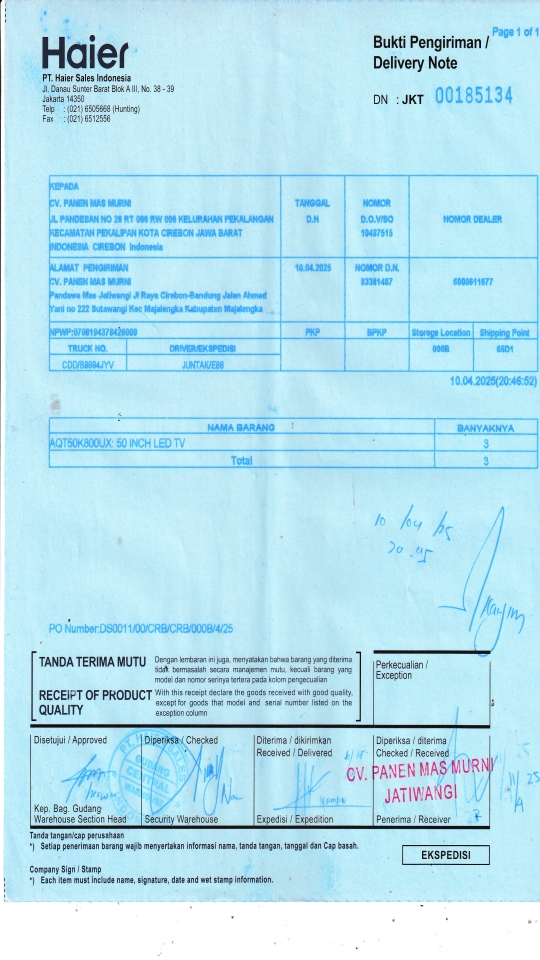 Page 1 of 1
Haier
Bukti Pengiriman /
Delivery Note
PT. Haier Sales Indonesia
Jl. Danau Sunter Barat Blok A III, No. 38 - 39
Jakarta 14350
Telp : (021) 6505668 (Hunting)
Fax : (021) 6512556
DN : JKT 00185134
KEPADA
CV. PANEN MAS MURNI
JL PANDESAN NO 26 RT 006 RW 006 KELURAHAN PEKALANGAN
KECAMATAN PEKALIPAN KOTA CIREBON JAWA BARAT
INDONESIA CIREBON Indonesia
TANGGAL
D.N
NOMOR
D.O.V/SO
19437515
NOMOR DEALER
ALAMAT PENGIRIMAN
CV. PANEN MAS MURNI
Pandawa Mas Jatiwangi Jl Raya Cirebon-Bandung Jalan Ahmad
Yani no 222 Sutawangi Kec Majalengka Kabupaten Majalengka
10.04.2025
NOMOR D.N.
83381487
6000611677
NPWP:0708194378426000
PKP
BPKP
Storege Location
Shipping Point
TRUCK NO.
DRIVER/EKSPEDISI
000B
65D1
JUNTAK/E86
10.04.2025(20:46:52)
NAMA BARANG
BANYAKNYA
AQT50K800UX: 50 INCH LED TV
3
Total
3
10/04/25
20.45
PO Number:DS0011/00/CRB/CRB/000B/4/25
TANDA TERIMA MUTU
Dengan lembaran ini juga, menyatakan bahwa barang yang diterima
tidak bermasalah secara manajemen mutu, kecuali barang yang
model dan nomor serinya tertera pada kolom pengecualian
RECEIPT OF PRODUCT
QUALITY
With this receipt declare the goods received with good quality,
except for goods that model and serial number listed on the
exception column
Perkecualian /
Exception
Disetujui / Approved
Diperiksa / Checked
Diterima / dikirimkan
Received / Delivered
Diperiksa / diterima
Checked / Received
GUDANG
CENTRAL
CV. PANEN MAS MURNI
JATIWANGI
Kep. Bag. Gudang
Warehouse Section Head
Security Warehouse
Expedisi / Expedition
Penerima / Receiver
Tanda tangan/cap perusahaan
*) Setiap penerimaan barang wajib menyertakan informasi nama, tanda tangan, tanggal dan Cap basah.
EKSPEDISI
Company Sign / Stamp
*) Each item must include name, signature, date and wet stamp information.